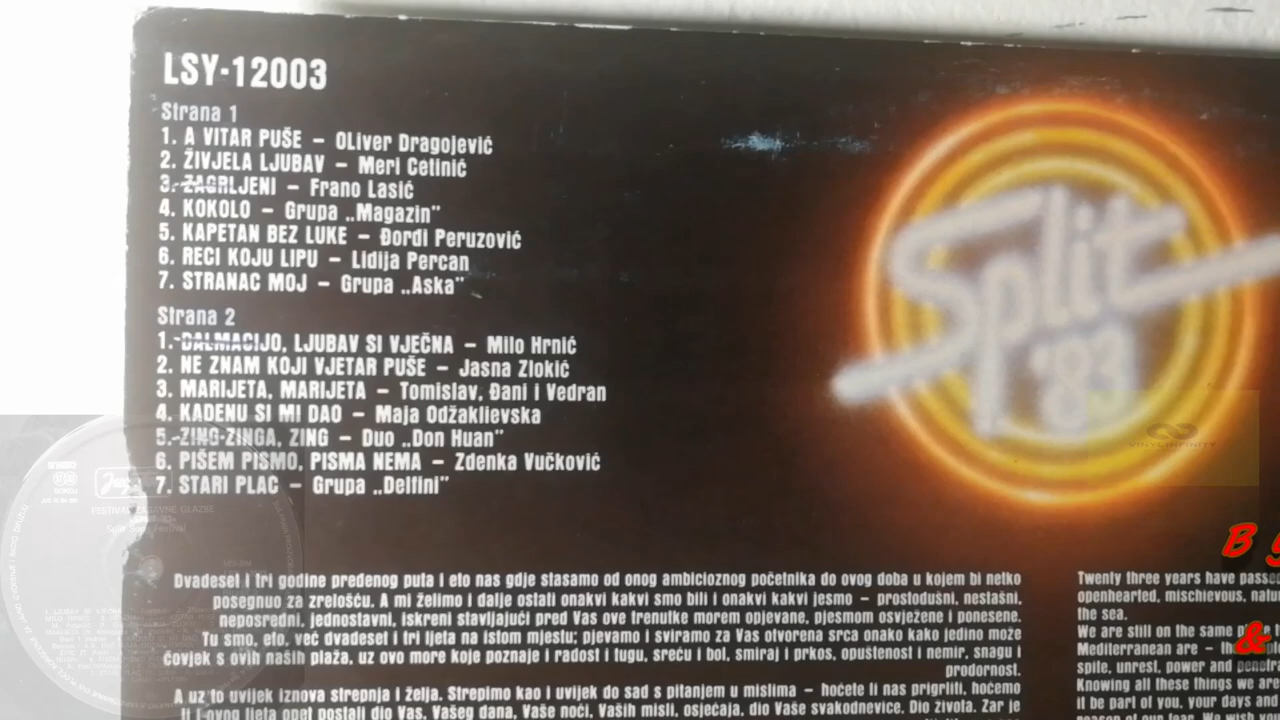 LSY-12003
Strana 1
1. A VITAR PUŠE – OLiver Dragojević
2. ŽIVJELA LJUBAV – Meri Cetinić
3. ZAGRLJENI – Frano Lasić
4. KOKOLO – Grupa „Magazin”
5. KAPETAN BEZ LUKE – Đorđi Peruzović
6. RECI KOJU LIPU – Lidija Percan
7. STRANAC MOJ – Grupa „Aska”
Strana 2
1. DALMACIJO, LJUBAV SI VJEČNA – Milo Hrnić
2. NE ZNAM KOJI VJETAR PUŠE – Jasna Zlokić
3. MARIJETA, MARIJETA – Tomislav, Đani i Vedran
4. KADENU SI MI DAO – Maja Odžaklievska
5. ZING-ZINGA, ZING – Duo „Don Huan”
6. PIŠEM PISMO, PISMA NEMA – Zdenka Vučković
7. STARI PLAC – Grupa „Delfini”
Split
'83
VINYL INFINITY
STEREO
FESTIVAL ZABAVNE GLAZBE
Dvadeset i tri godine pređenog puta i eto nas gdje stasamo od onog ambicioznog početnika do ovog doba u kojem bi netko
posegnuo za zrelošću. A mi želimo i dalje ostati onakvi kakvi smo bili i onakvi kakvi jesmo – prostodušni, nestašni,
neposredni, jednostavni, iskreni stavljajući pred Vas ove trenutke morem opjevane, pjesmom osvježene i ponesene.
Tu smo, eto, već dvadeset i tri ljeta na istom mjestu; pjevamo i sviramo za Vas otvorena srca onako kako jedino može
čovjek s ovih naših plaža, uz ovo more koje poznaje i radost i tugu, sreću i bol, smiraj i prkos, opuštenost i nemir, snagu i
prodornost.
A uz to uvijek iznova strepnja i želja. Strepimo kao i uvijek do sad s pitanjem u mislima – hoćete li nas prigrliti, hoćemo
li i ovog ljeta opet postati dio Vas, Vašeg dana, Vaše noći, Vaših misli, osjećaja, dio Vaše svakodnevice. Dio života. Zar je
Twenty three years have
openhearted, mischievous,
the sea.
We are still on the same
Mediterranean are –
spile, unrest, power and penetra
Knowing all these things we are
it be part of you, your days and
B y
&